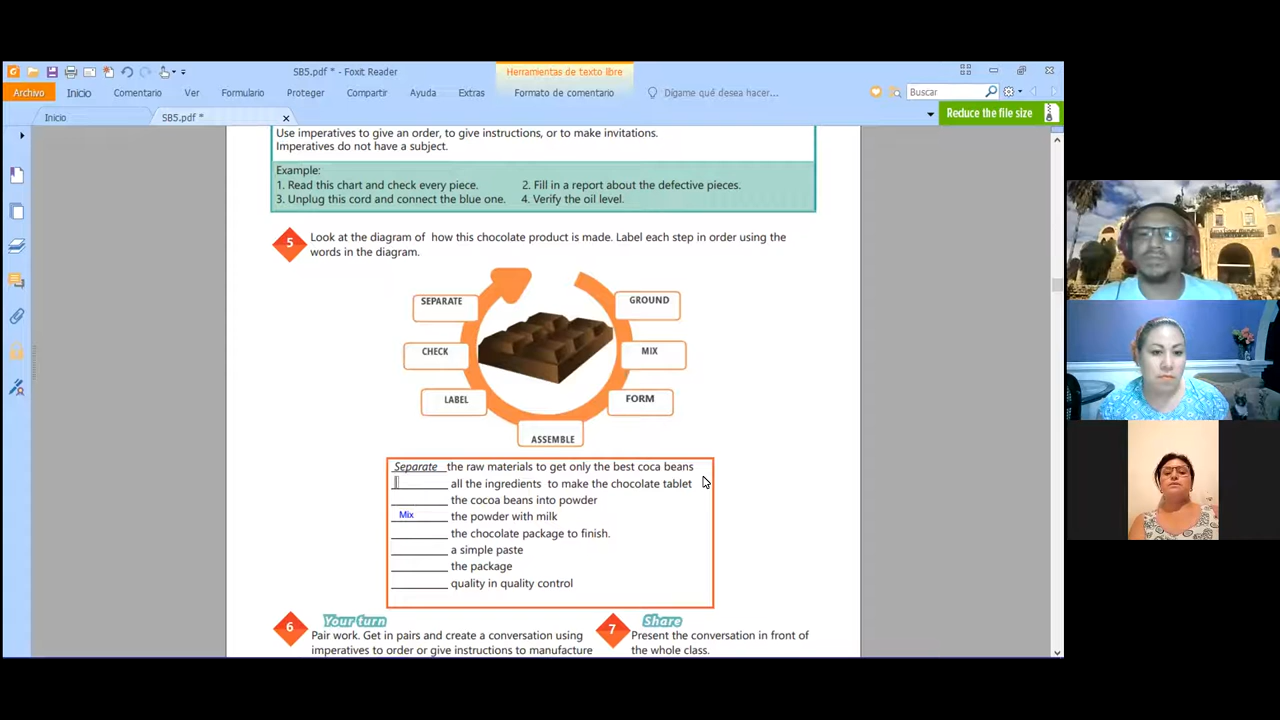 SB5.pdf * - Foxit Reader
Herramientas de texto libre
Archivo Inicio Comentario Ver Formulario Proteger Compartir Ayuda Extras Formato de comentario Dígame qué desea hacer... Buscar
Inicio SB5.pdf * Reduce the file size
Use imperatives to give an order, to give instructions, or to make invitations.
Imperatives do not have a subject.
Example:
1. Read this chart and check every piece. 2. Fill in a report about the defective pieces.
3. Unplug this cord and connect the blue one. 4. Verify the oil level.
5 Look at the diagram of how this chocolate product is made. Label each step in order using the
words in the diagram.
SEPARATE GROUND
CHECK MIX
LABEL FORM
ASSEMBLE
Separate the raw materials to get only the best coca beans
________ all the ingredients to make the chocolate tablet
________ the cocoa beans into powder
Mix the powder with milk
________ the chocolate package to finish.
________ a simple paste
________ the package
________ quality in quality control
6 Your turn
Pair work. Get in pairs and create a conversation using
imperatives to order or give instructions to manufacture
7 Share
Present the conversation in front of
the whole class.